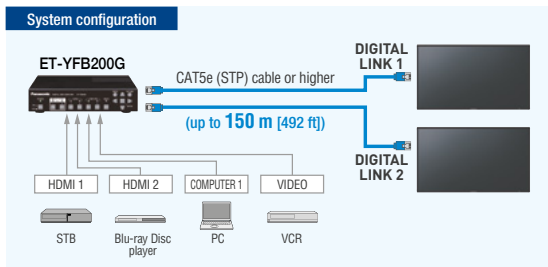 System configuration
ET-YFB200G
Panasonic
DIGITAL
LINK 1
CAT5e (STP) cable or higher
(up to 150 m [492 ft])
DIGITAL
LINK 2
HDMI 1
HDMI 2
COMPUTER 1
VIDEO
STB
Blu-ray Disc
player
PC
VCR